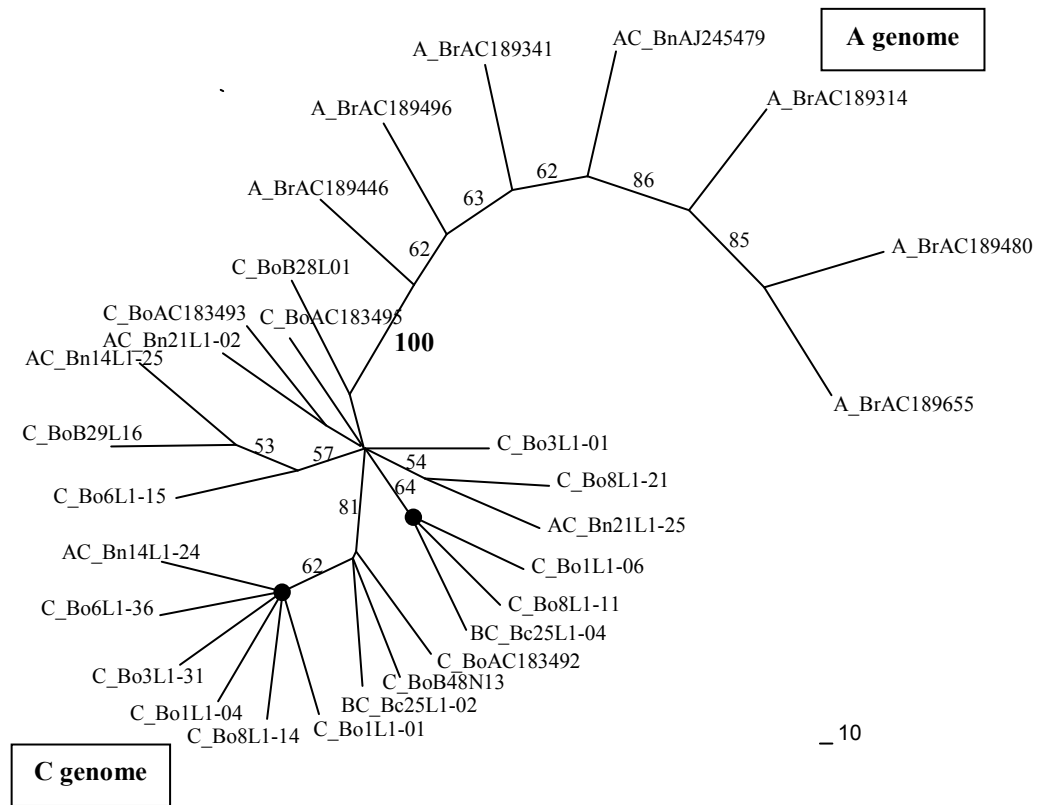 A genome
AC_BnAJ245479
A_BrAC189341
A_BrAC189314
A_BrAC189496
62
86
A_BrAC189446
63
85
A_BrAC189480
62
C_BoB28L01
C_BoAC183493
C_BoAC183495
AC_Bn21L1-02
100
AC_Bn14L1-25
A_BrAC189655
C_BoB29L16
53
57
C_Bo3L1-01
54
C_Bo8L1-21
64
C_Bo6L1-15
81
AC_Bn21L1-25
AC_Bn14L1-24
62
C_Bo1L1-06
C_Bo6L1-36
C_Bo8L1-11
BC_Bc25L1-04
C_BoAC183492
C_Bo3L1-31
C_BoB48N13
BC_Bc25L1-02
C_Bo1L1-04
C_Bo8L1-14
C_Bo1L1-01
10
C genome